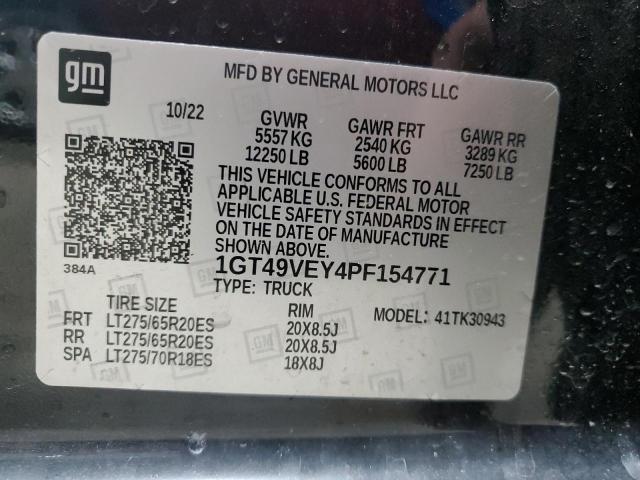 gm
MFD BY GENERAL MOTORS LLC
10/22
GVWR GAWR FRT GAWR RR
5557 KG 2540 KG 3289 KG
12250 LB 5600 LB 7250 LB
THIS VEHICLE CONFORMS TO ALL
APPLICABLE U.S. FEDERAL MOTOR
VEHICLE SAFETY STANDARDS IN EFFECT
ON THE DATE OF MANUFACTURE
SHOWN ABOVE.
384A
1GT49VEY4PF154771
TYPE: TRUCK
TIRE SIZE RIM MODEL: 41TK30943
FRT LT275/65R20ES 20X8.5J
RR LT275/65R20ES 20X8.5J
SPA LT275/70R18ES 18X8J